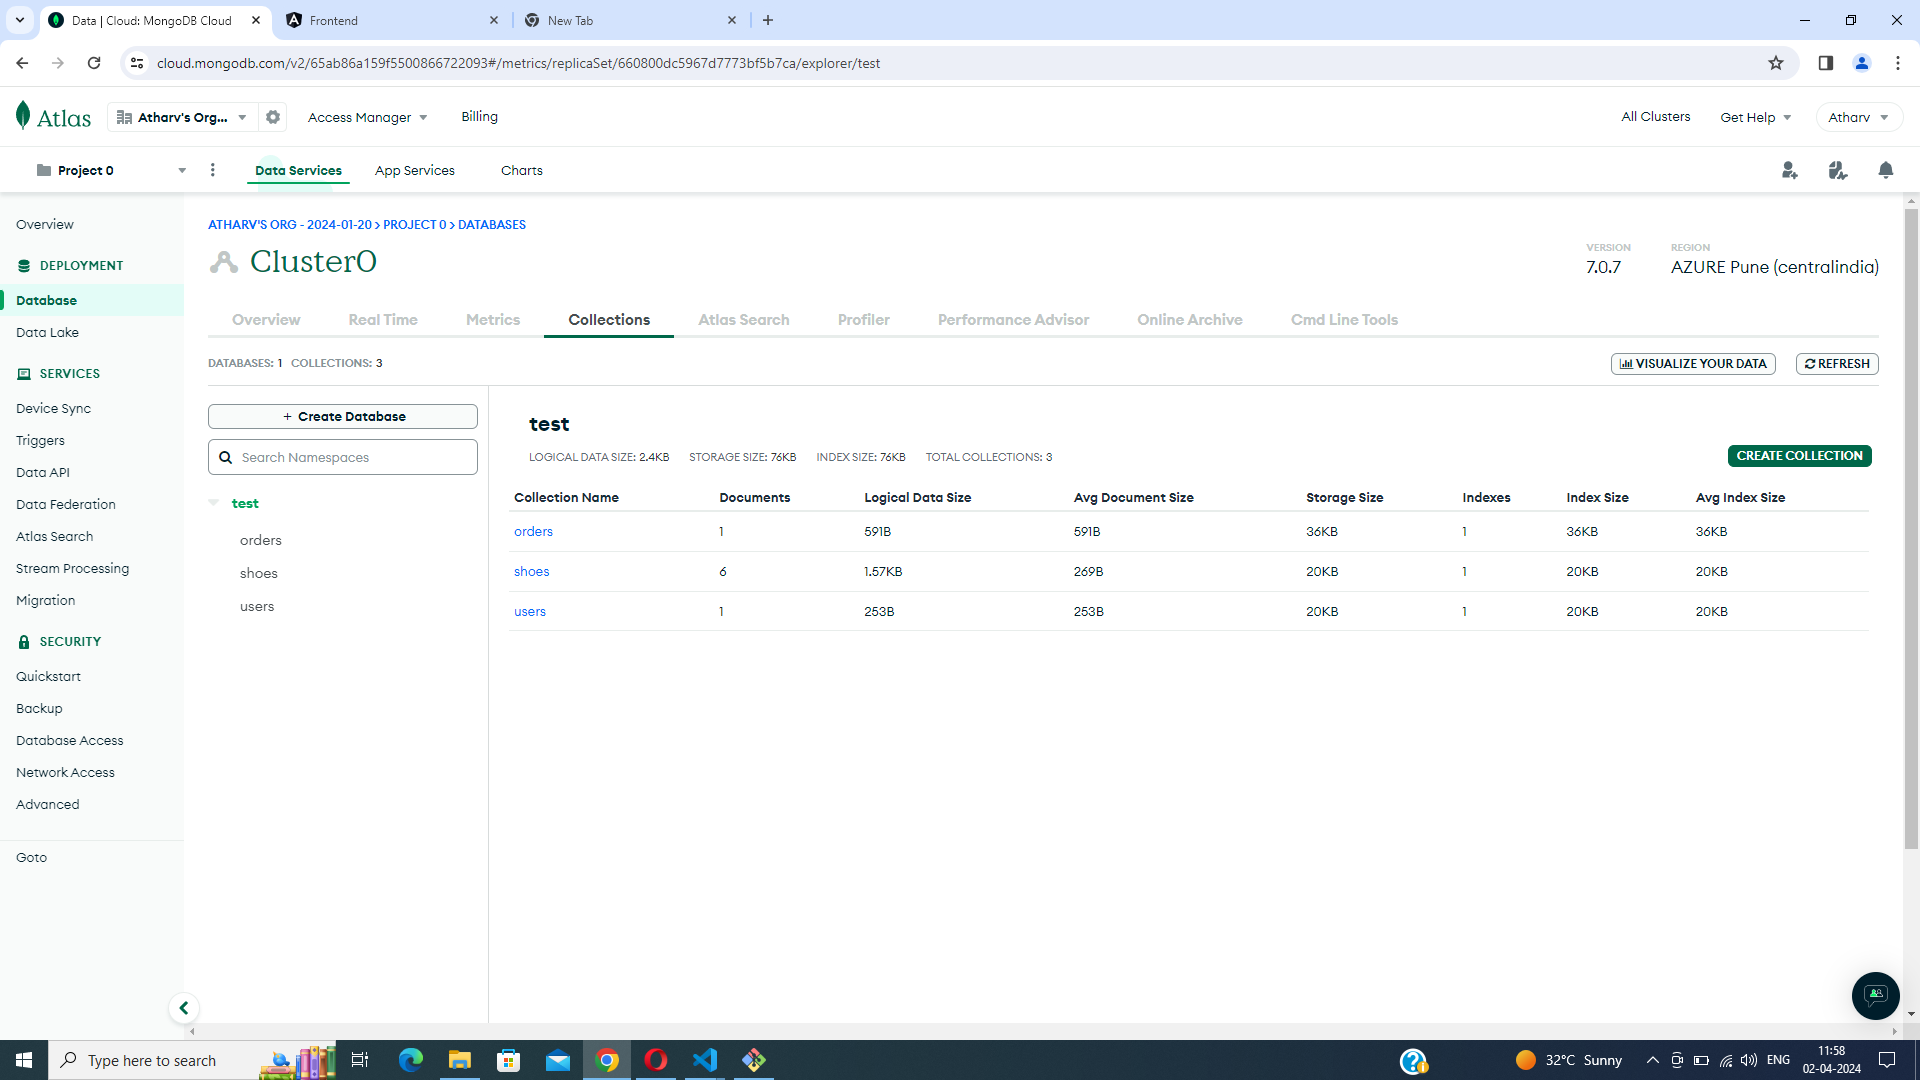 Data | Cloud: MongoDB Cloud
Frontend
New Tab
cloud.mongodb.com/v2/65ab86a159f5500866722093#/metrics/replicaSet/660800dc5967d7773bf5b7ca/explorer/test
Atlas
Atharv's Org...
Access Manager
Billing
All Clusters
Get Help
Atharv
Project 0
Data Services
App Services
Charts
Overview
DEPLOYMENT
Database
Data Lake
SERVICES
Device Sync
Triggers
Data API
Data Federation
Atlas Search
Stream Processing
Migration
SECURITY
Quickstart
Backup
Database Access
Network Access
Advanced
Goto
ATHARV'S ORG - 2024-01-20 > PROJECT 0 > DATABASES
Cluster0
VERSION
7.0.7
REGION
AZURE Pune (centralindia)
Overview
Real Time
Metrics
Collections
Atlas Search
Profiler
Performance Advisor
Online Archive
Cmd Line Tools
DATABASES: 1 COLLECTIONS: 3
VISUALIZE YOUR DATA
REFRESH
+ Create Database
Search Namespaces
test
orders
shoes
users
test
LOGICAL DATA SIZE: 2.4KB STORAGE SIZE: 76KB INDEX SIZE: 76KB TOTAL COLLECTIONS: 3
CREATE COLLECTION
Collection Name Documents Logical Data Size Avg Document Size Storage Size Indexes Index Size Avg Index Size
orders 1 591B 591B 36KB 1 36KB 36KB
shoes 6 1.57KB 269B 20KB 1 20KB 20KB
users 1 253B 253B 20KB 1 20KB 20KB
Type here to search
32°C Sunny
ENG
11:58
02-04-2024